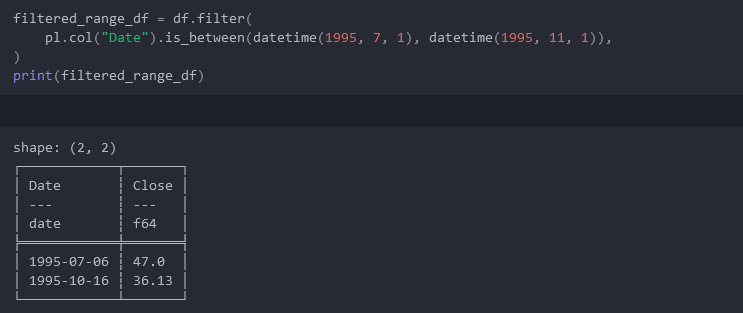 filtered_range_df = df.filter(
    pl.col("Date").is_between(datetime(1995, 7, 1), datetime(1995, 11, 1)),
)
print(filtered_range_df)
shape: (2, 2)
┌────────────┬───────┐
│ Date       ┆ Close │
│ ---        ┆ ---   │
│ date       ┆ f64   │
╞════════════╪═══════╡
│ 1995-07-06 ┆ 47.0  │
│ 1995-10-16 ┆ 36.13 │
└────────────┴───────┘